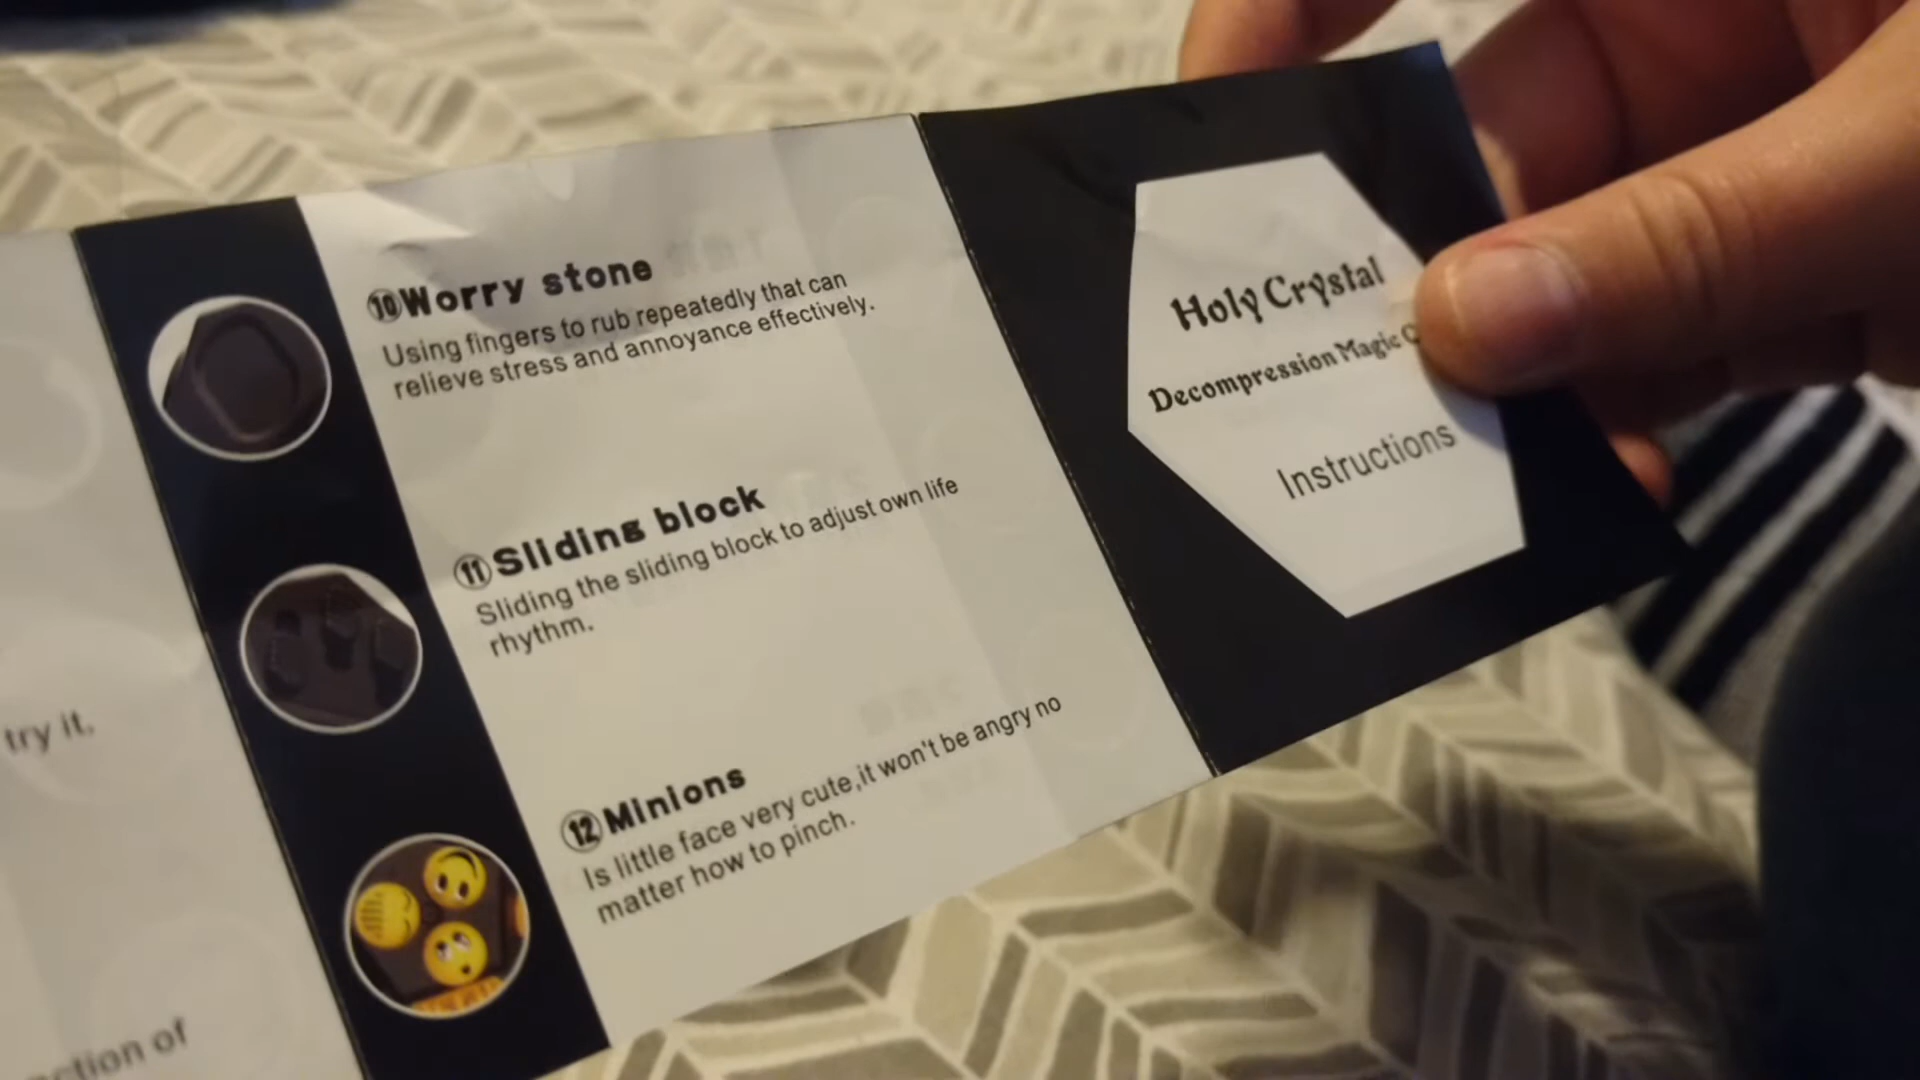 try it.
ction of
⑩Worry stone
Using fingers to rub repeatedly that can
relieve stress and annoyance effectively.
⑪Sliding block
Sliding the sliding block to adjust own life
rhythm.
⑫Minions
Is little face very cute,it won't be angry no
matter how to pinch.
Holy Crystal
Decompression Magic
Instructions